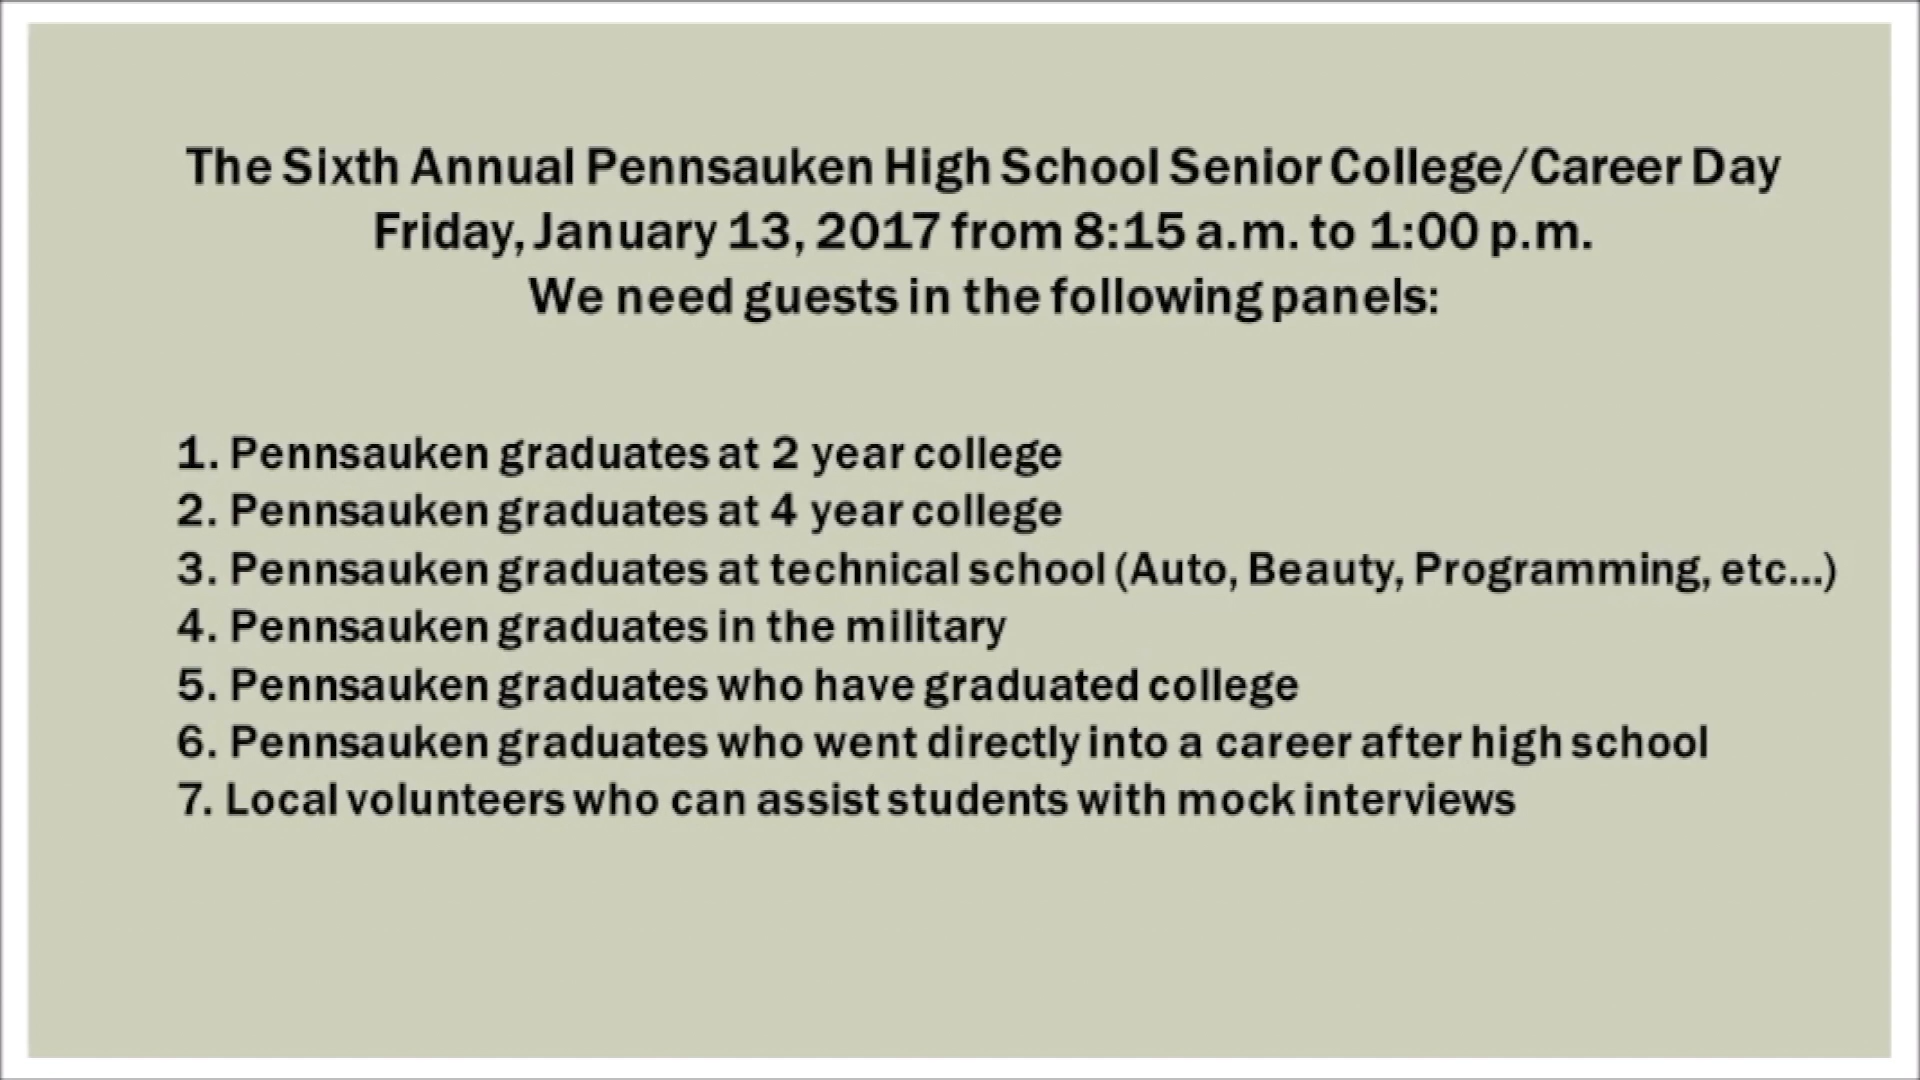 The Sixth Annual Pennsauken High School Senior College/Career Day
Friday, January 13, 2017 from 8:15 a.m. to 1:00 p.m.
We need guests in the following panels:
1. Pennsauken graduates at 2 year college
2. Pennsauken graduates at 4 year college
3. Pennsauken graduates at technical school (Auto, Beauty, Programming, etc...)
4. Pennsauken graduates in the military
5. Pennsauken graduates who have graduated college
6. Pennsauken graduates who went directly into a career after high school
7. Local volunteers who can assist students with mock interviews